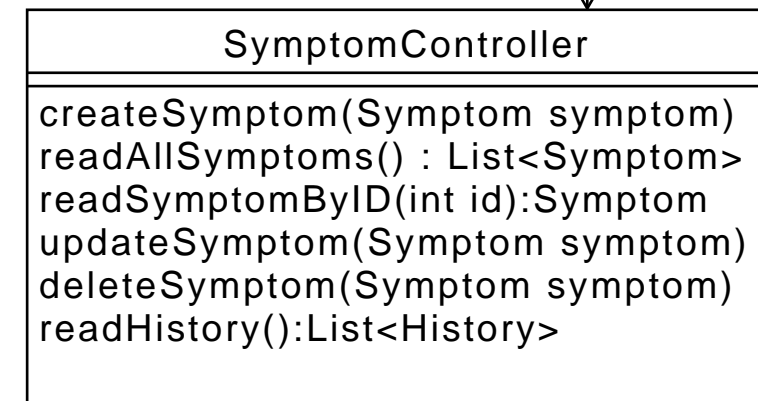 SymptomController
createSymptom(Symptom symptom)
readAllSymptoms() : List<Symptom>
readSymptomByID(int id):Symptom
updateSymptom(Symptom symptom)
deleteSymptom(Symptom symptom)
readHistory():List<History>